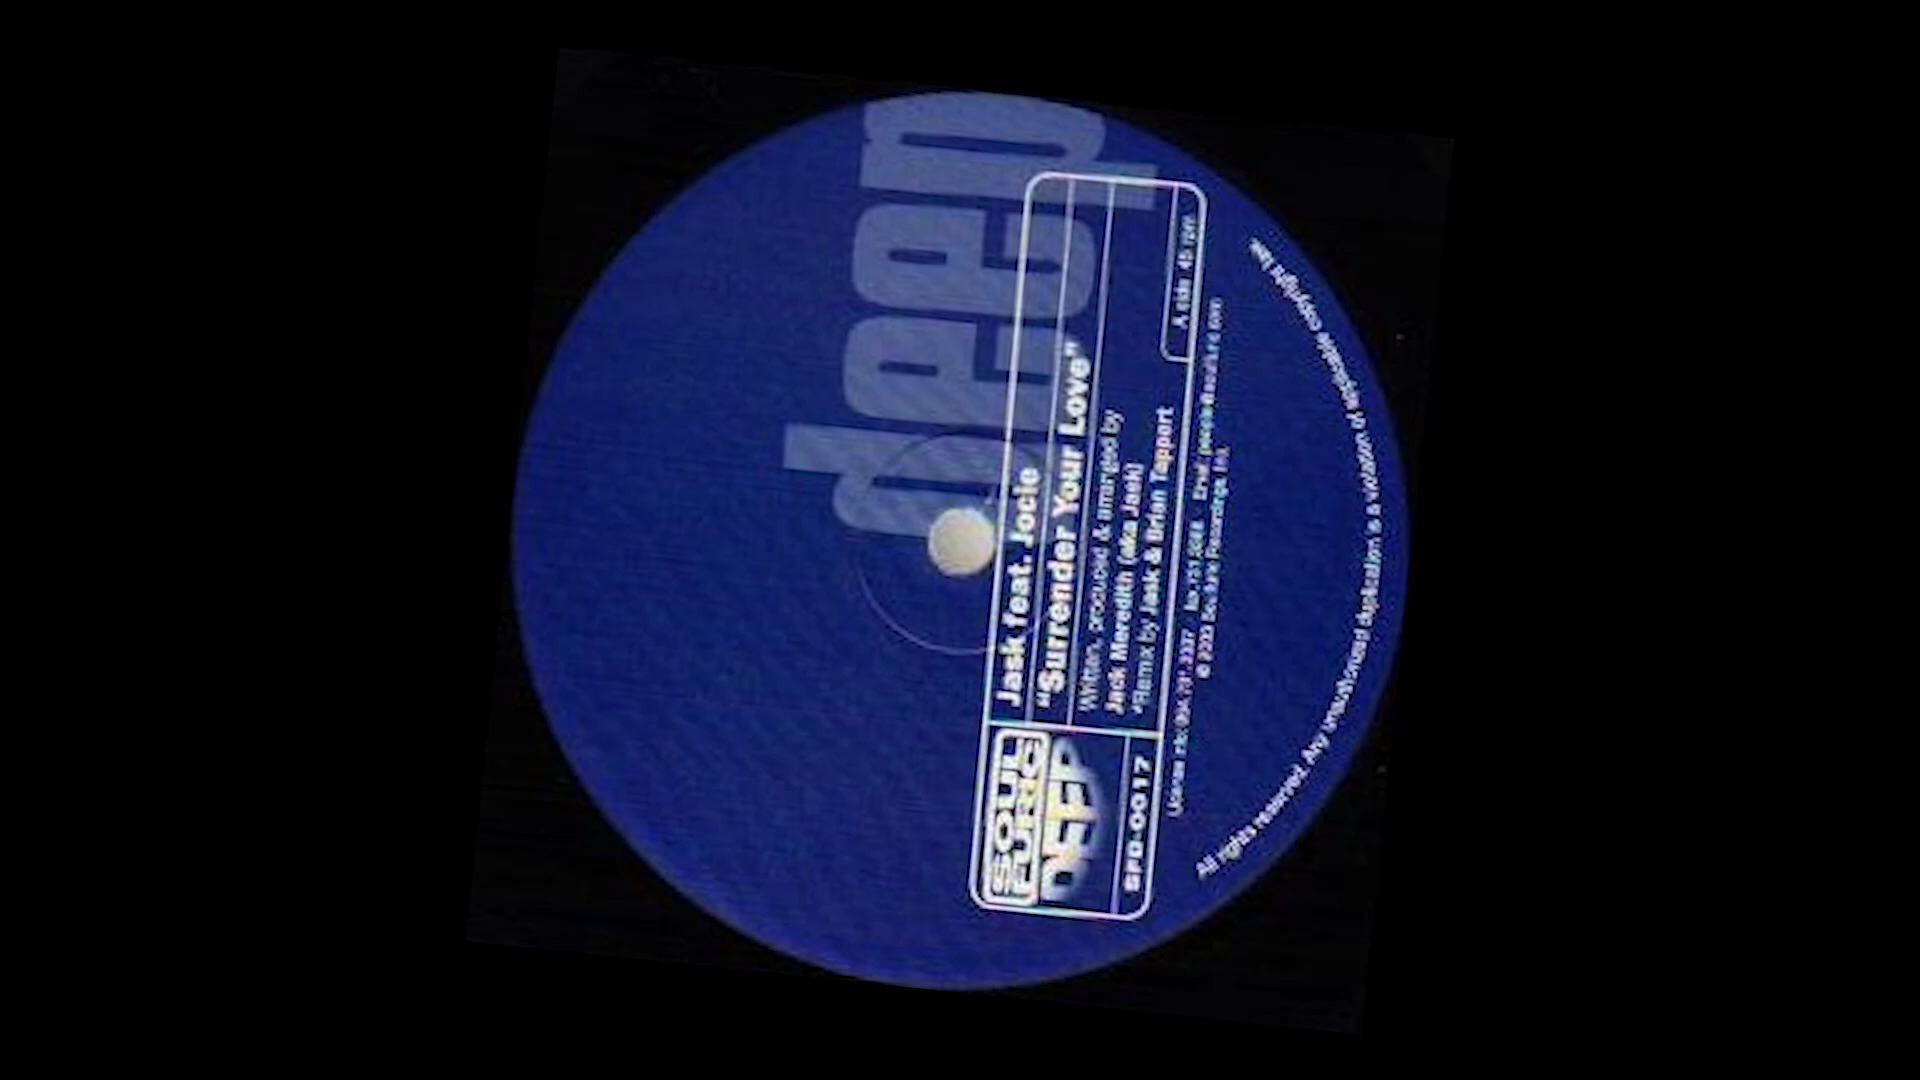 deep
Jask feat. Jocie
"Surrender Your Love"
Written, produced & arranged by
Jack Meredith (aka Jask)
*Remix by Jask & Brian Tappert
A side 45 rpm
SOUL
FURIC
DEEP
SFD-0017
All rights reserved. Any unauthorized duplication is a violation of applicable copyright law.